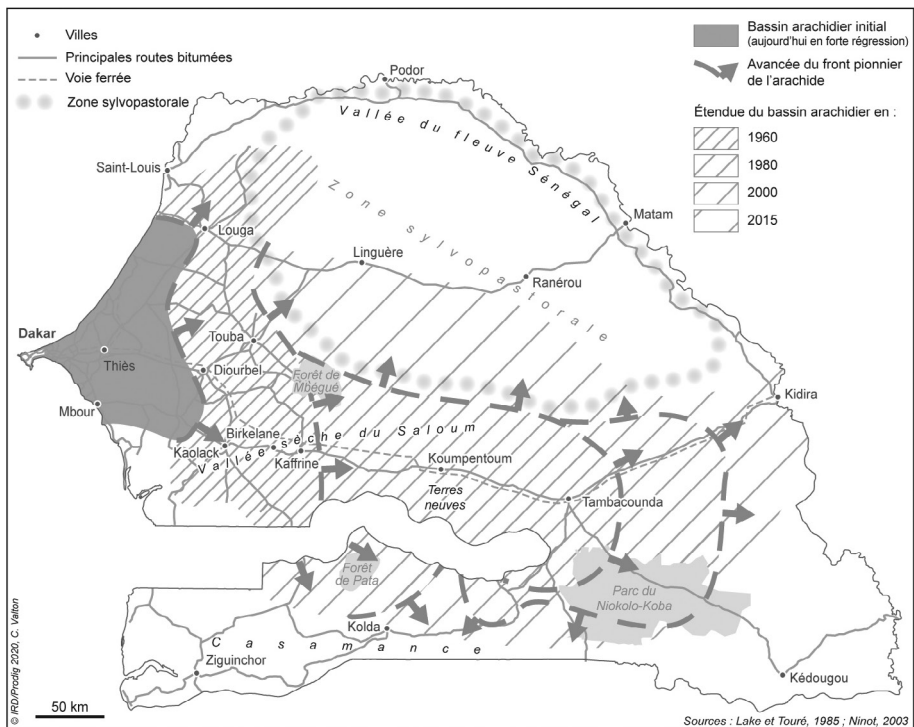 Villes
Principales routes bitumées
Voie ferrée
Zone sylvopastorale
Bassin arachidier initial
(aujourd'hui en forte régression)
Avancée du front pionnier
de l'arachide
Étendue du bassin arachidier en :
1960
1980
2000
2015
Podor
Vallée du fleuve Sénégal
Saint-Louis
Zone sylvopastorale
Matam
Louga
Linguère
Ranérou
Dakar
Touba
Thiès
Diourbel
Forêt de
Mbégué
Kidira
Mbour
Birkelane
Vallée sèche du Saloum
Kaolack
Kaffrine
Koumpentoum
Terres
neuves
Tambacounda
Forêt
de Pata
Parc du
Niokolo-Koba
Kolda
Casamance
Ziguinchor
Kédougou
50 km
© IRD/Prodig 2020, C. Valton
Sources : Lake et Touré, 1985 ; Ninot, 2003